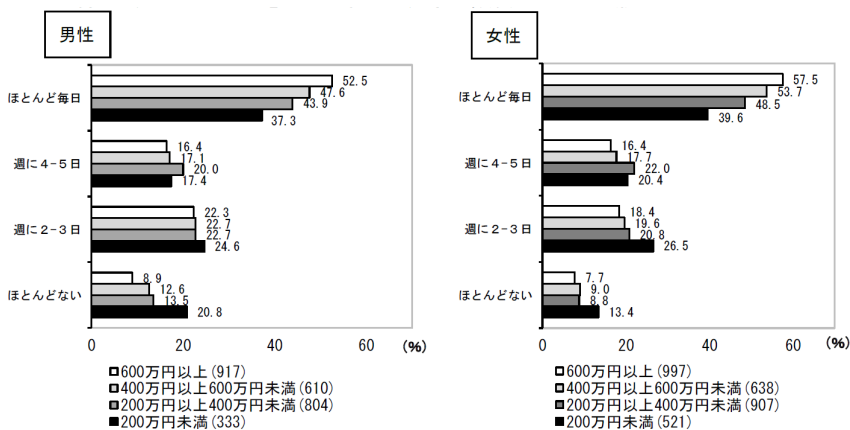 男性
ほとんど毎日
52.5
47.6
43.9
37.3
週に4-5日
16.4
17.1
20.0
17.4
週に2-3日
22.3
22.7
22.7
24.6
ほとんどない
8.9
12.6
13.5
20.8
0 20 40 60 (%)
□600万円以上(917)
□400万円以上600万円未満(610)
■200万円以上400万円未満(804)
■200万円未満(333)
女性
ほとんど毎日
57.5
53.7
48.5
39.6
週に4-5日
16.4
17.7
22.0
20.4
週に2-3日
18.4
19.6
20.8
26.5
ほとんどない
7.7
9.0
8.8
13.4
0 20 40 60 (%)
□600万円以上(997)
□400万円以上600万円未満(638)
■200万円以上400万円未満(907)
■200万円未満(521)